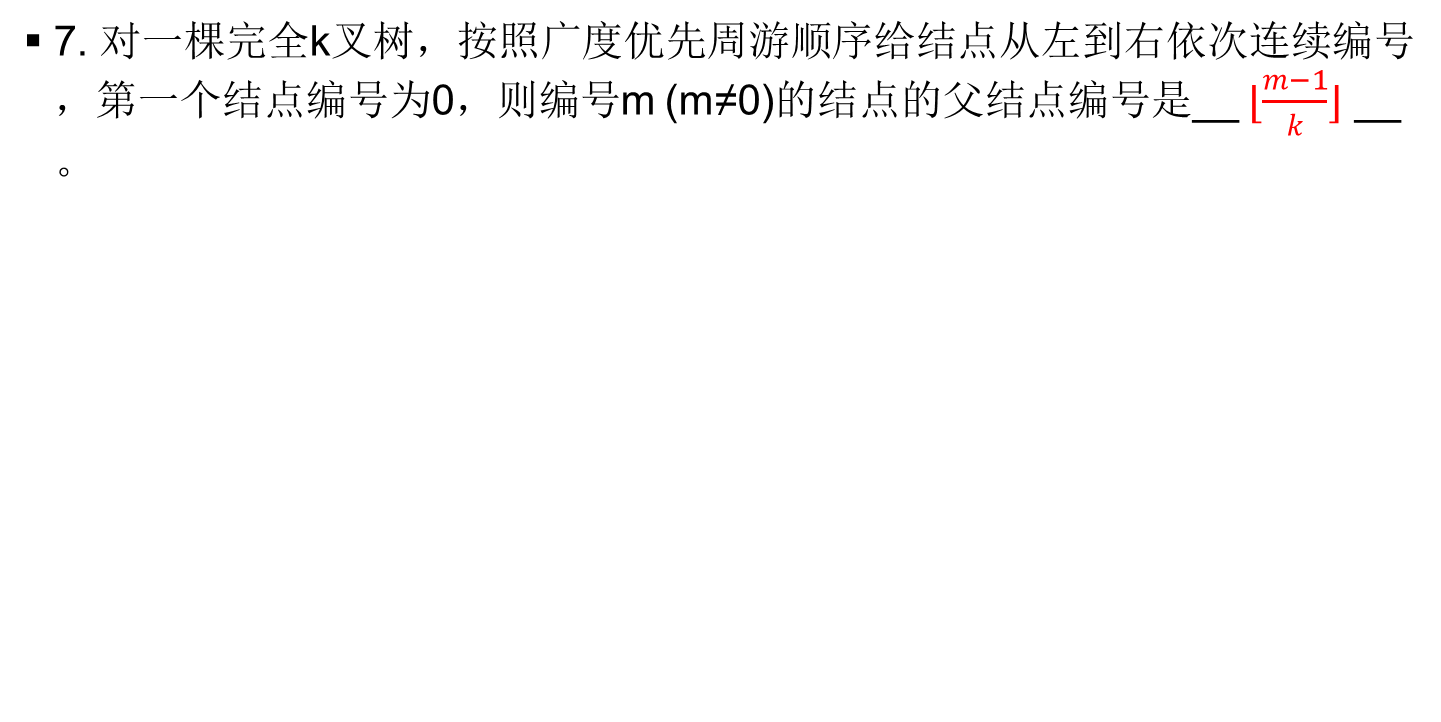 ▪ 7. 对一棵完全k叉树，按照广度优先周游顺序给结点从左到右依次连续编号
，第一个结点编号为0，则编号m (m≠0)的结点的父结点编号是__ ⌊\frac{m−1}{k}⌋ __
。